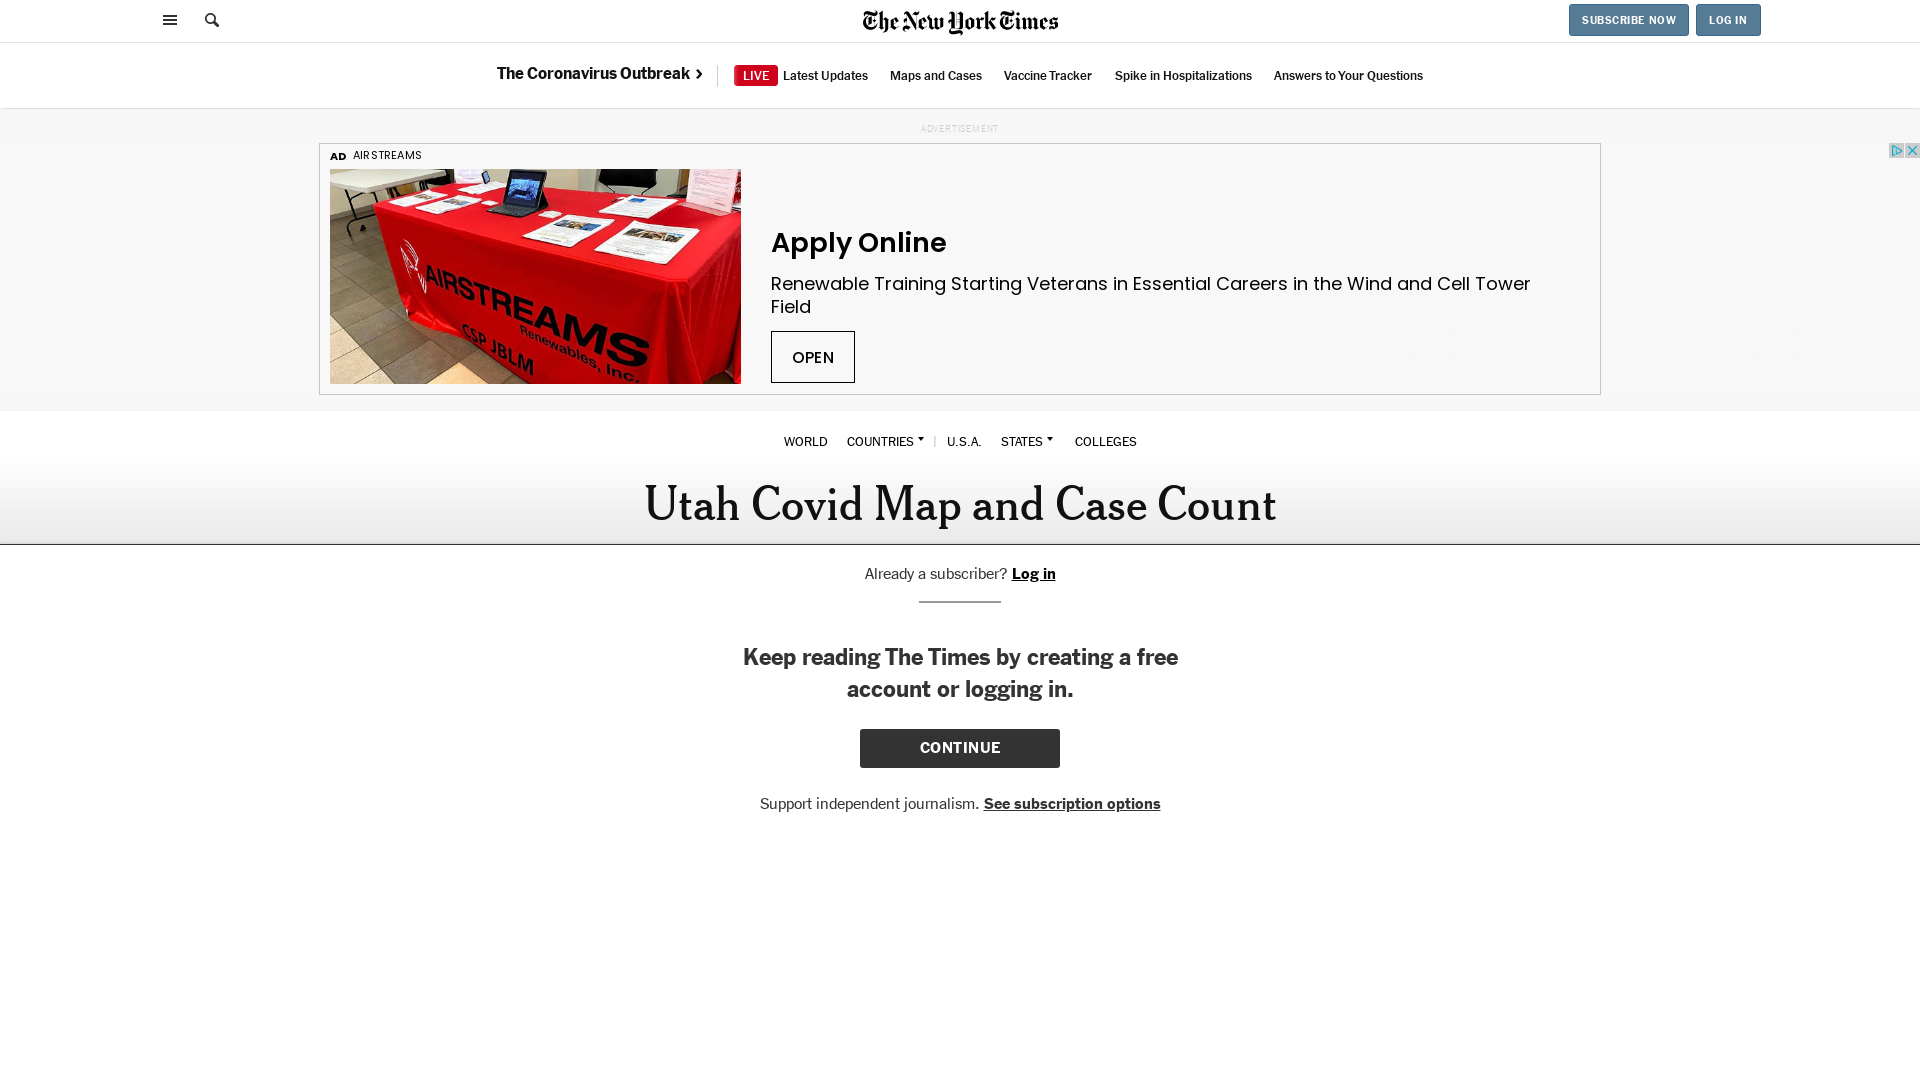 The New York Times
SUBSCRIBE NOW
LOG IN
The Coronavirus Outbreak
LIVE Latest Updates
Maps and Cases
Vaccine Tracker
Spike in Hospitalizations
Answers to Your Questions
ADVERTISEMENT
AD AIRSTREAMS
AIRSTREAMS
Renewables, Inc.
CSP JBLM
Apply Online
Renewable Training Starting Veterans in Essential Careers in the Wind and Cell Tower
Field
OPEN
WORLD COUNTRIES | U.S.A. STATES COLLEGES
Utah Covid Map and Case Count
Already a subscriber? Log in
Keep reading The Times by creating a free
account or logging in.
CONTINUE
Support independent journalism. See subscription options